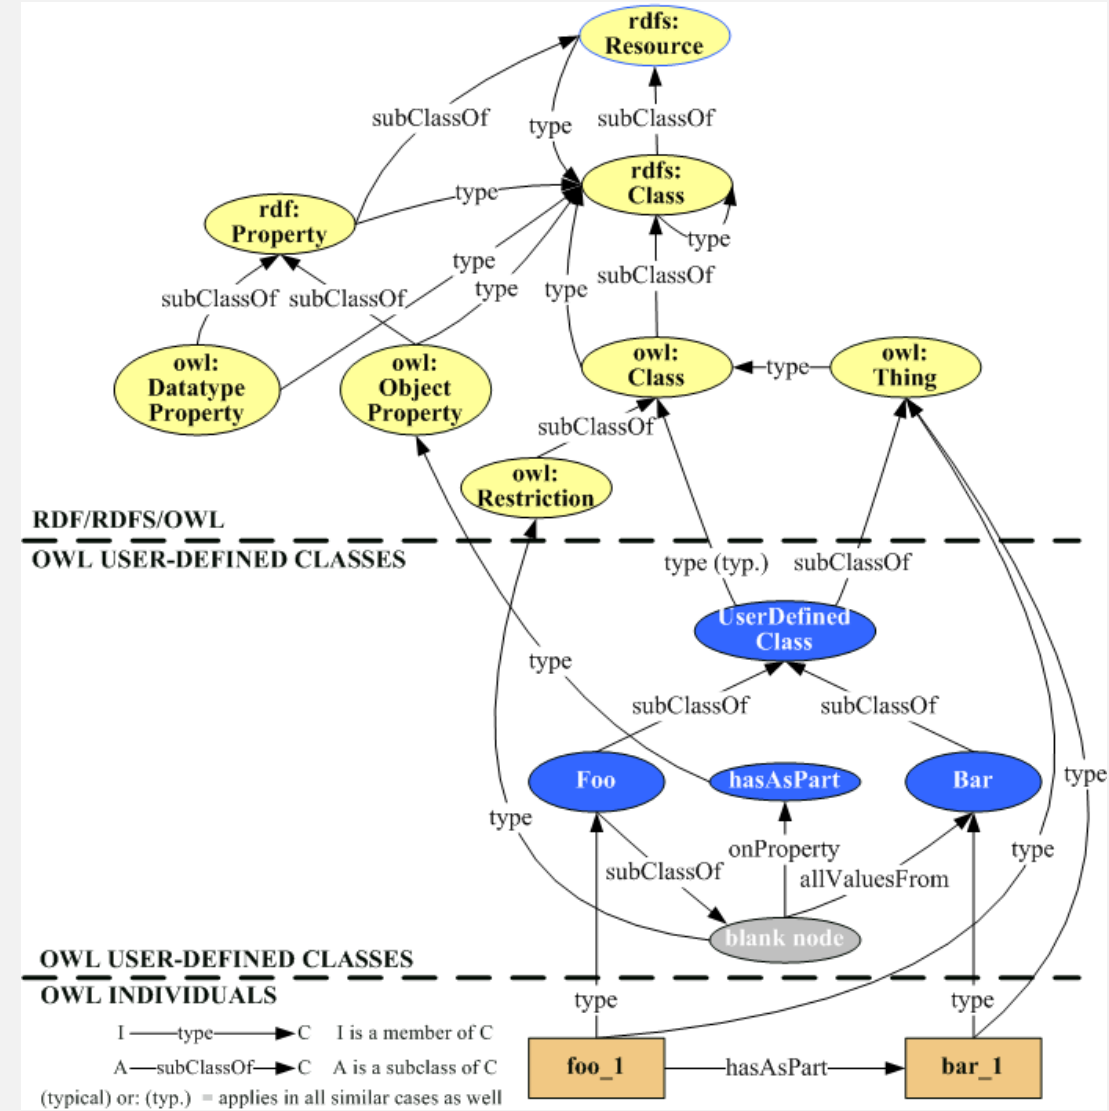 rdfs:
Resource
subClassOf
type
subClassOf
rdfs:
Class
type
rdf:
Property
type
type
subClassOf
subClassOf
subClassOf
type
type
owl:
Datatype
Property
owl:
Object
Property
owl:
Class
type
owl:
Thing
subClassOf
owl:
Restriction
RDF/RDFS/OWL
OWL USER-DEFINED CLASSES
type (typ.)
subClassOf
UserDefined
Class
type
subClassOf
subClassOf
Foo
hasAsPart
Bar
type
type
onProperty
type
subClassOf
allValuesFrom
blank node
OWL USER-DEFINED CLASSES
OWL INDIVIDUALS
type
type
I type C I is a member of C
A subClassOf C A is a subclass of C
(typical) or: (typ.) = applies in all similar cases as well
foo_1
hasAsPart
bar_1